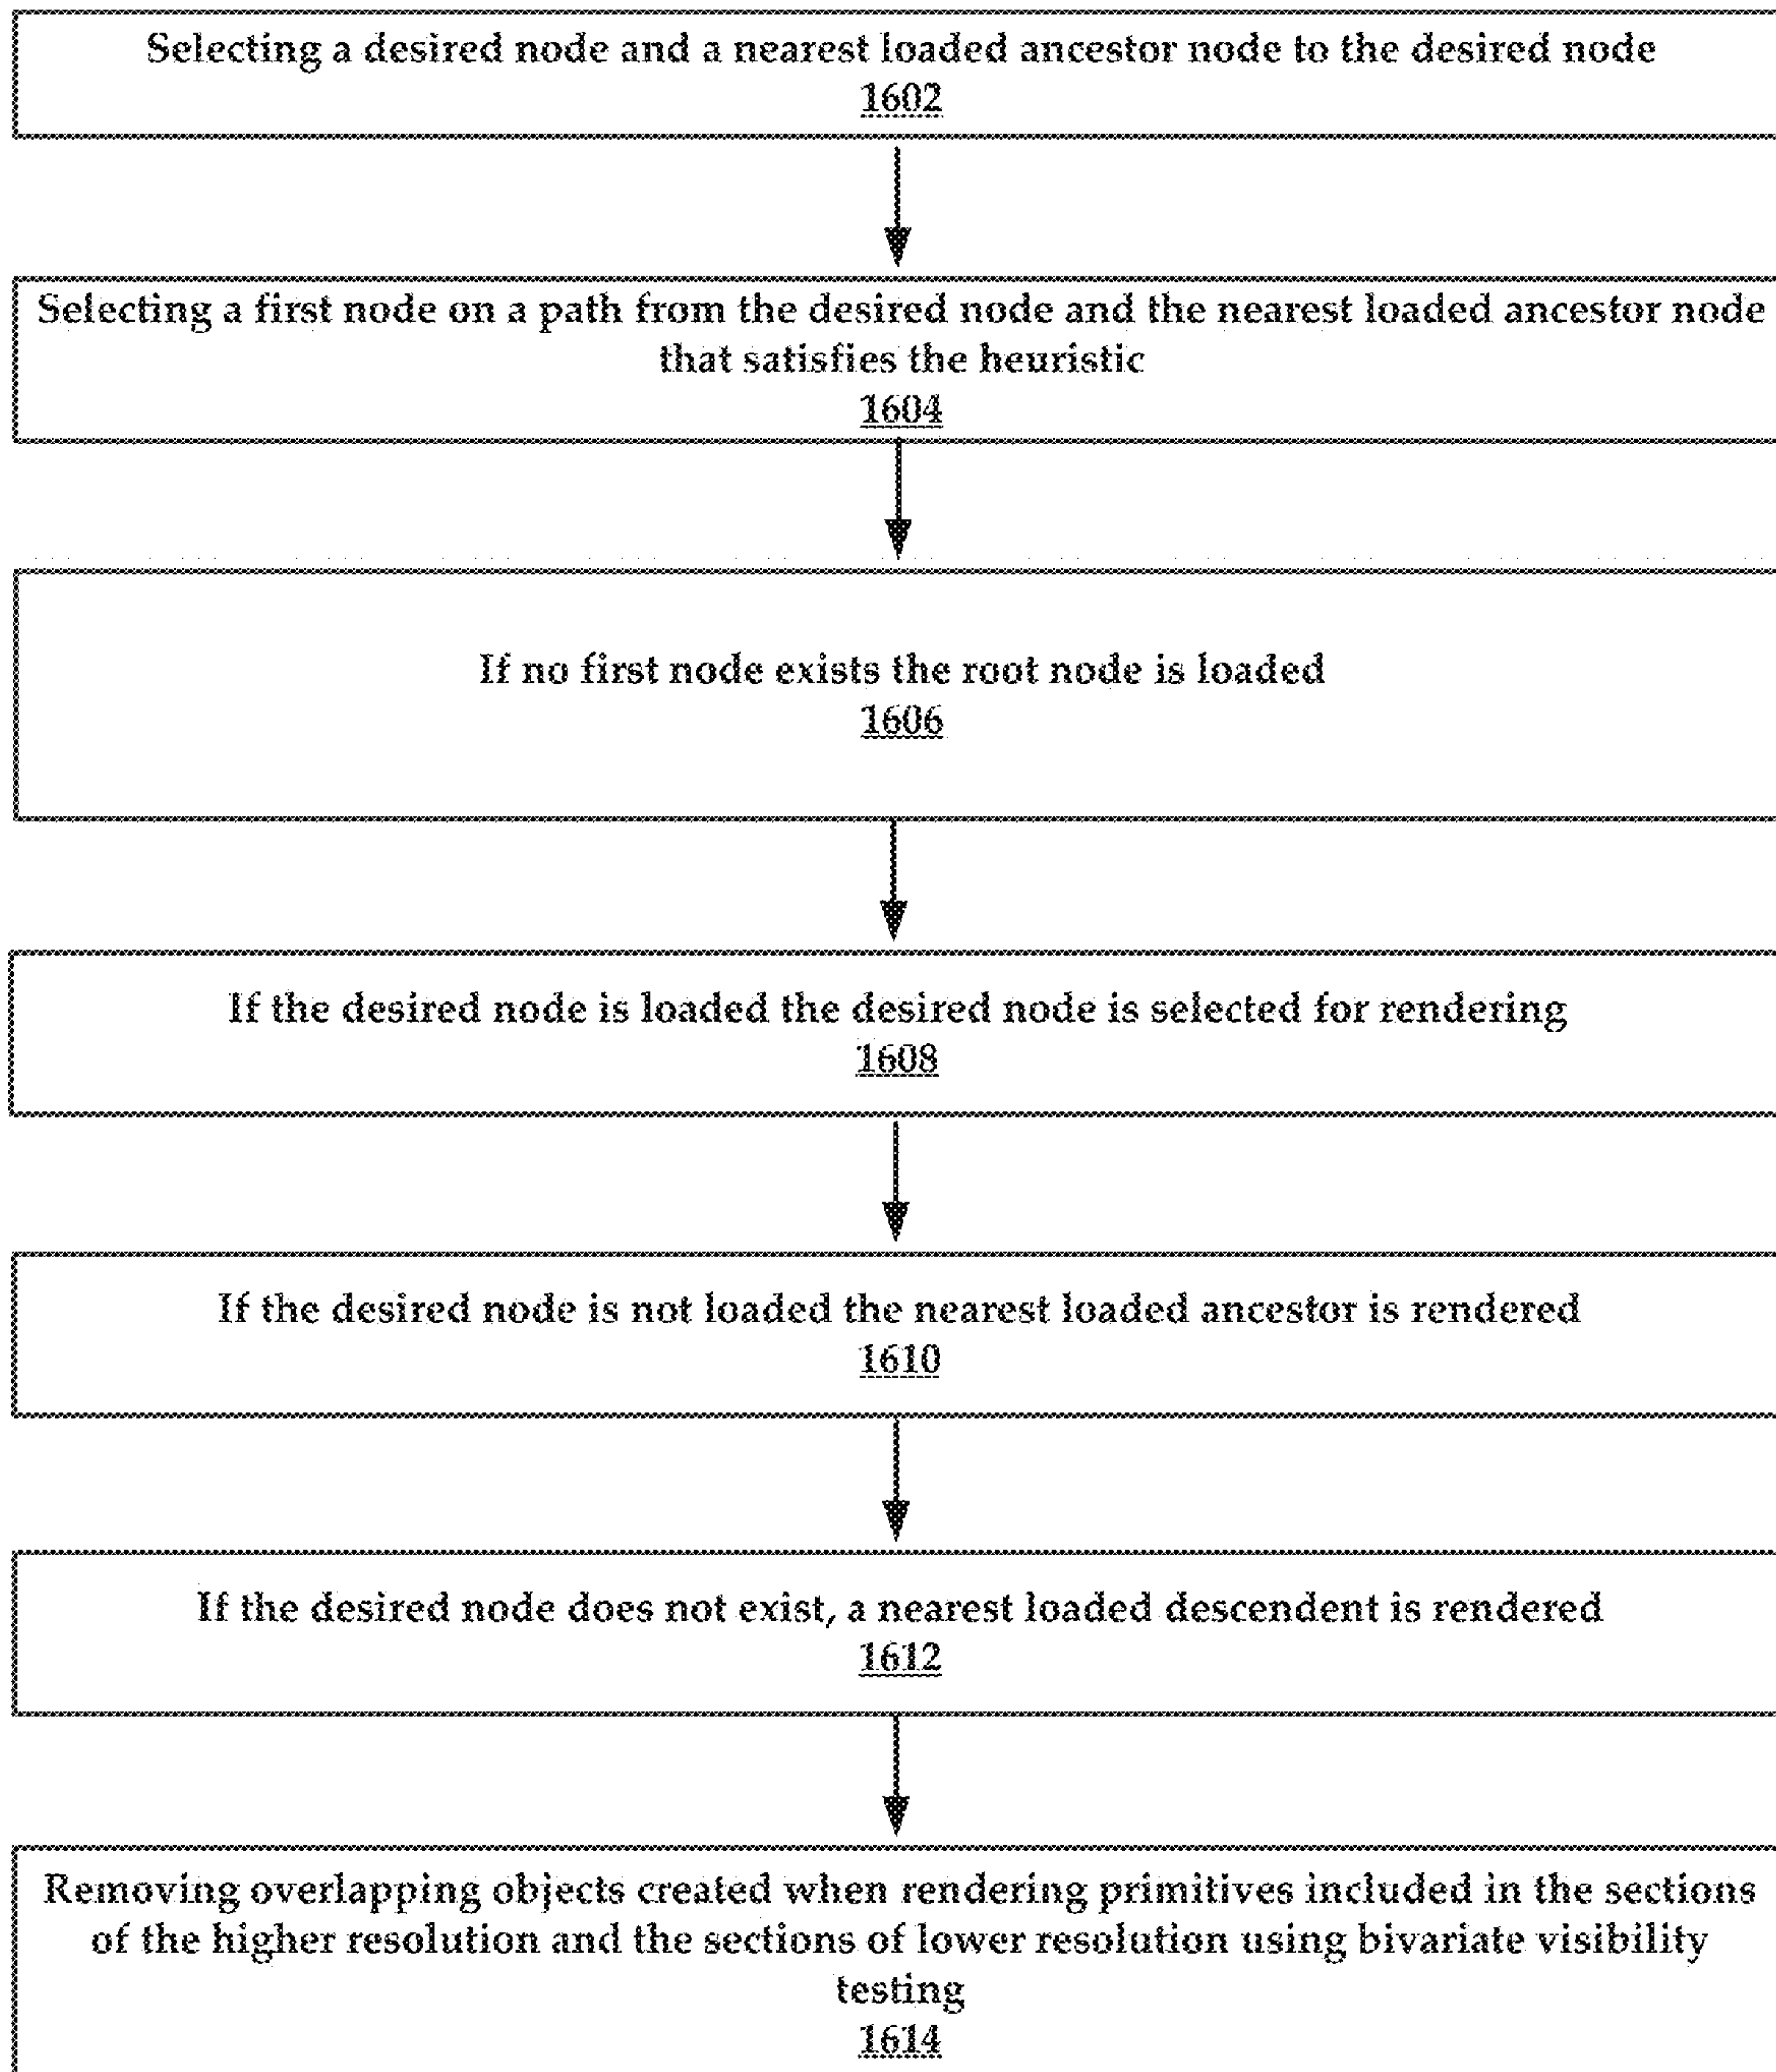 Selecting a desired node and a nearest loaded ancestor node to the desired node
1602
Selecting a first node on a path from the desired node and the nearest loaded ancestor node
that satisfies the heuristic
1604
If no first node exists the root node is loaded
1606
If the desired node is loaded the desired node is selected for rendering
1608
If the desired node is not loaded the nearest loaded ancestor is rendered
1610
If the desired node does not exist, a nearest loaded descendent is rendered
1612
Removing overlapping objects created when rendering primitives included in the sections
of the higher resolution and the sections of lower resolution using bivariate visibility
testing
1614